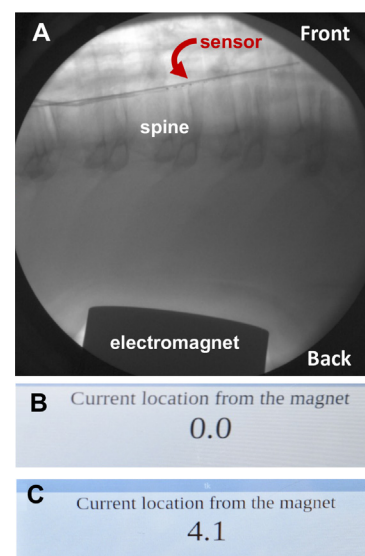 A
Front
sensor
spine
electromagnet
Back
B
Current location from the magnet
0.0
C
Current location from the magnet
4.1